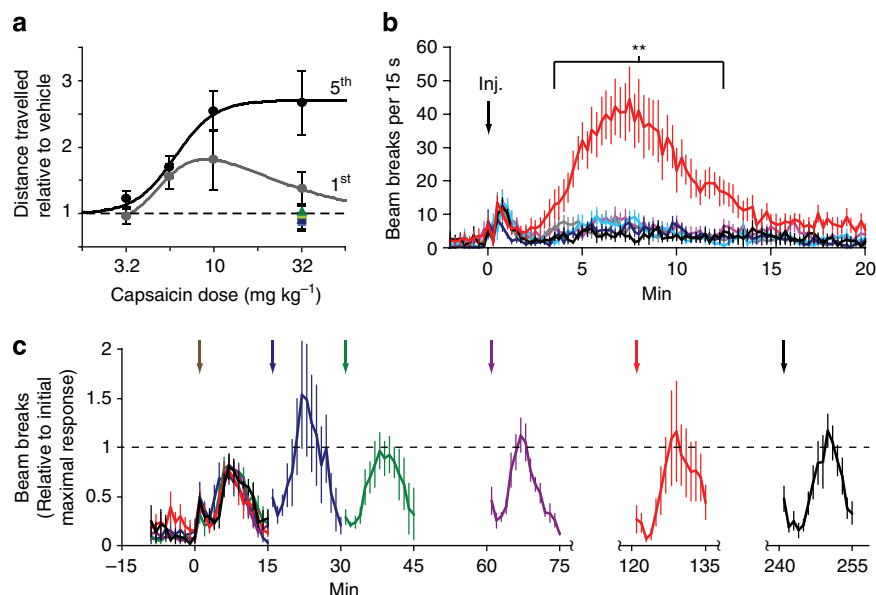 a
Distance travelled
relative to vehicle
3
2
1
5th
1st
3.2
10
32
Capsaicin dose (mg kg–1)
b
Beam breaks per 15 s
60
50
40
30
20
10
0
Inj.
**
0
5
10
15
20
Min
c
Beam breaks
(Relative to initial
maximal response)
2
1.5
1
0.5
0
–15
0
15
30
45
60
75
120
135
240
255
Min